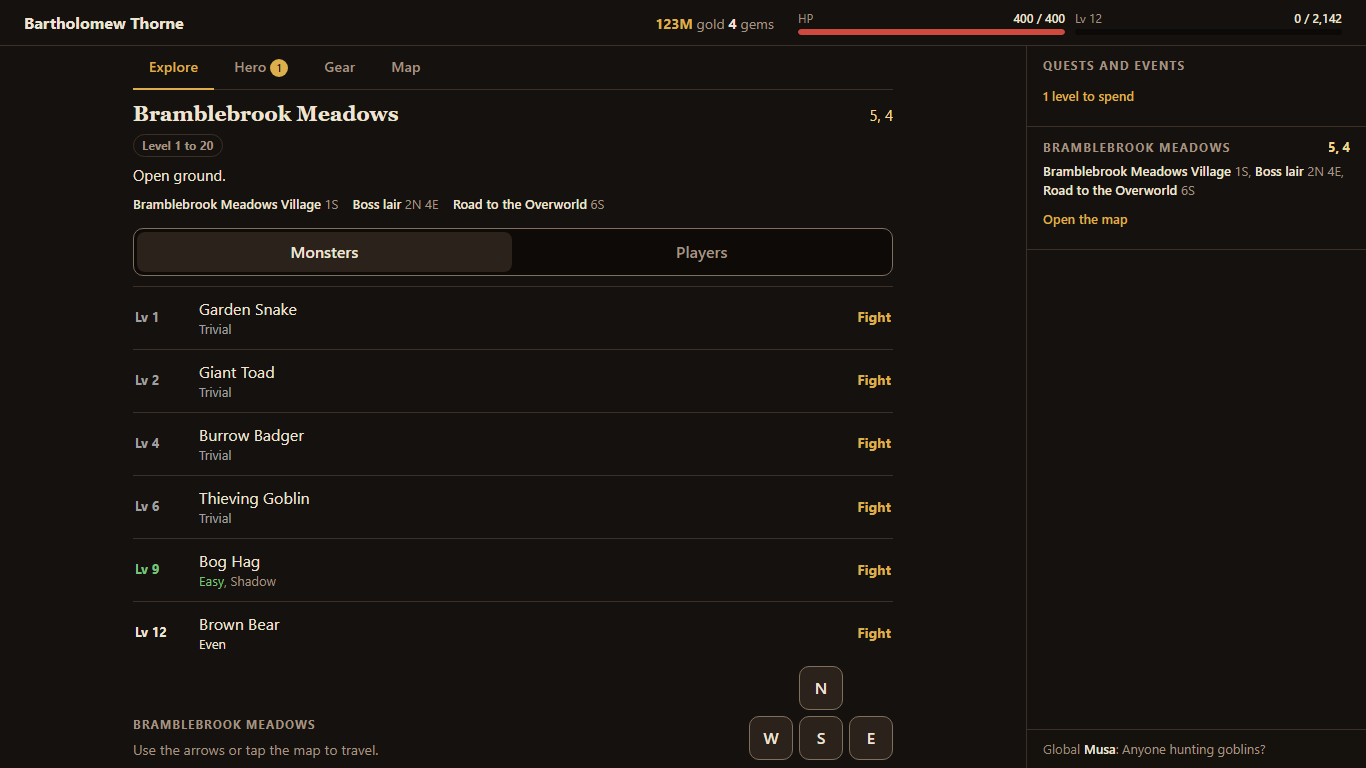 Bartholomew Thorne
123M gold 4 gems
HP 400 / 400
Lv 12 0 / 2,142
Explore
Hero 1
Gear
Map
Bramblebrook Meadows
5, 4
Level 1 to 20
Open ground.
Bramblebrook Meadows Village 1S Boss lair 2N 4E Road to the Overworld 6S
Monsters
Players
Lv 1
Garden Snake
Trivial
Fight
Lv 2
Giant Toad
Trivial
Fight
Lv 4
Burrow Badger
Trivial
Fight
Lv 6
Thieving Goblin
Trivial
Fight
Lv 9
Bog Hag
Easy, Shadow
Fight
Lv 12
Brown Bear
Even
Fight
N
W S E
BRAMBLEBROOK MEADOWS
Use the arrows or tap the map to travel.
QUESTS AND EVENTS
1 level to spend
BRAMBLEBROOK MEADOWS 5, 4
Bramblebrook Meadows Village 1S, Boss lair 2N 4E,
Road to the Overworld 6S
Open the map
Global Musa: Anyone hunting goblins?